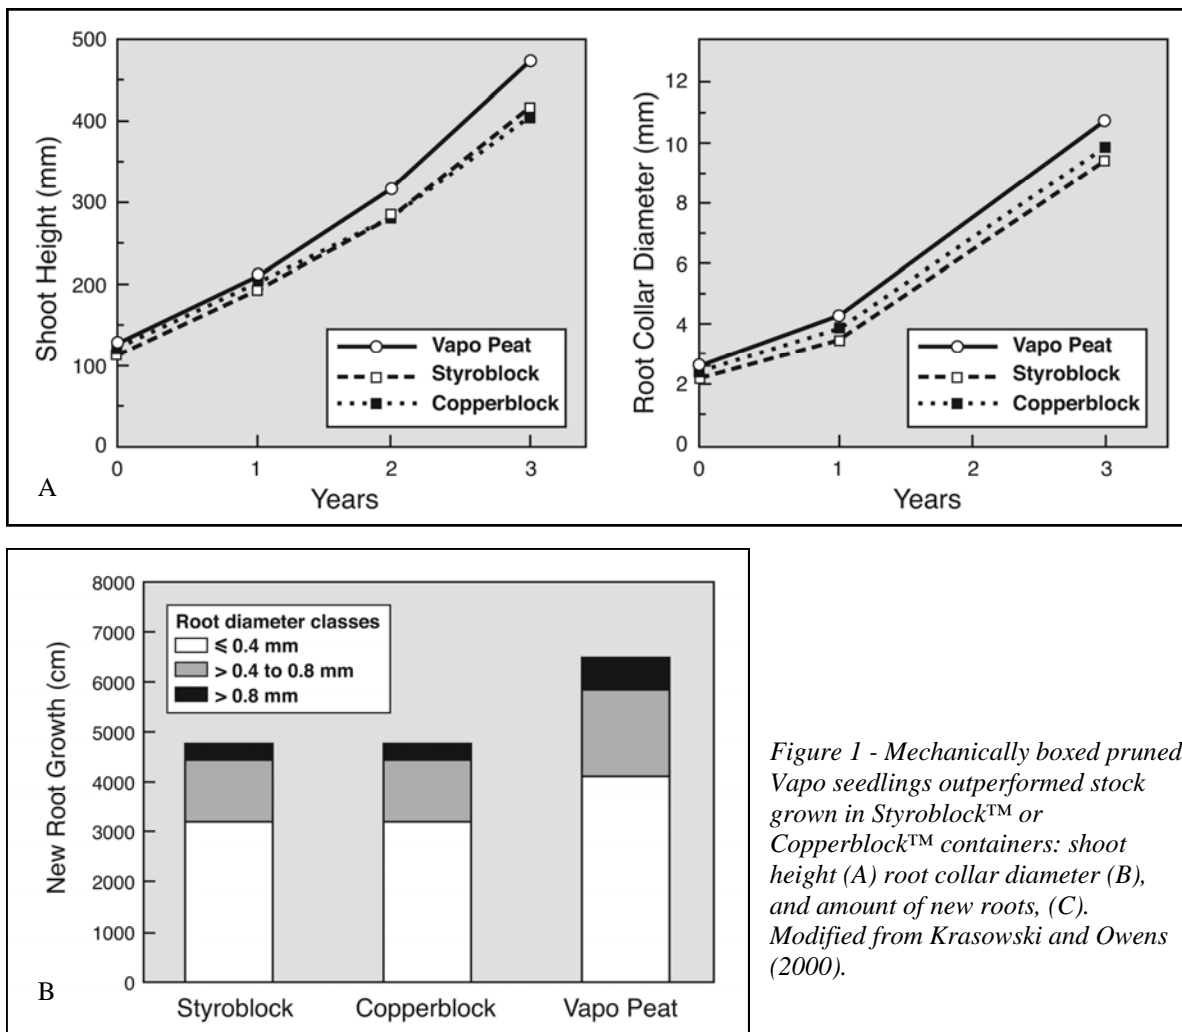 500
400
300
200
100
0
Shoot Height (mm)
Vapo Peat
Styroblock
Copperblock
0 1 2 3
Years
A
12
10
8
6
4
2
0
Root Collar Diameter (mm)
Vapo Peat
Styroblock
Copperblock
0 1 2 3
Years
8000
7000
6000
5000
4000
3000
2000
1000
0
New Root Growth (cm)
Root diameter classes
⩽ 0.4 mm
> 0.4 to 0.8 mm
> 0.8 mm
Styroblock Copperblock Vapo Peat
B
Figure 1 - Mechanically boxed pruned
Vapo seedlings outperformed stock
grown in Styroblock™ or
Copperblock™ containers: shoot
height (A) root collar diameter (B),
and amount of new roots, (C).
Modified from Krasowski and Owens
(2000).